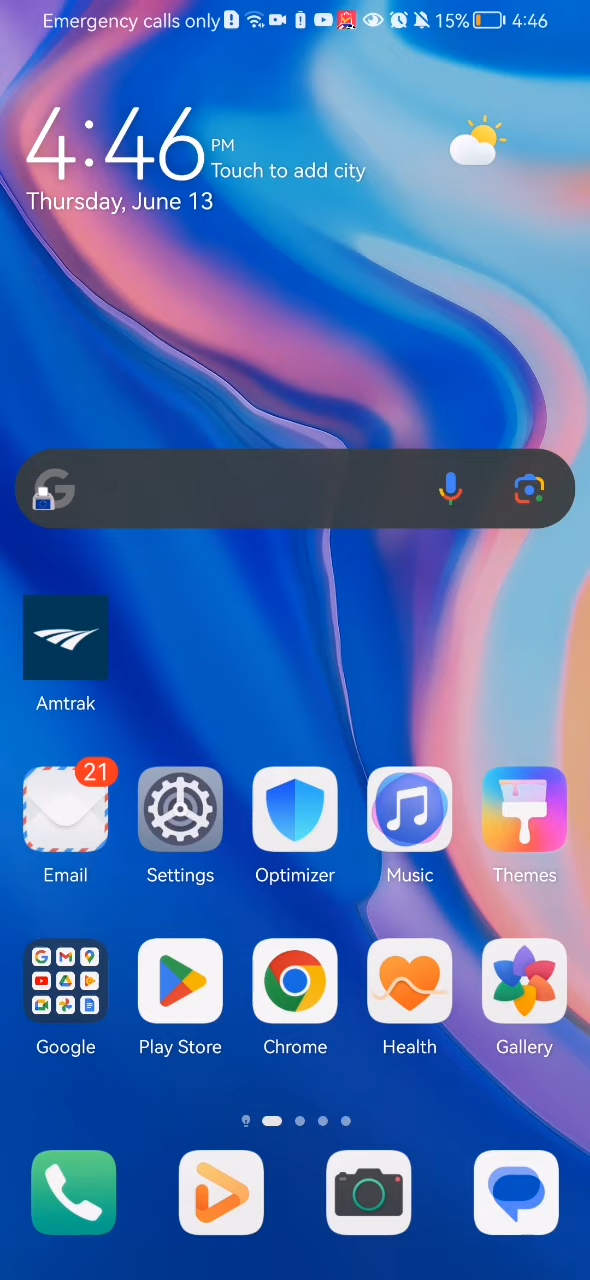 Emergency calls only 15% 4:46
4:46 PM
Touch to add city
Thursday, June 13
Amtrak
21
Email Settings Optimizer Music Themes
Google Play Store Chrome Health Gallery